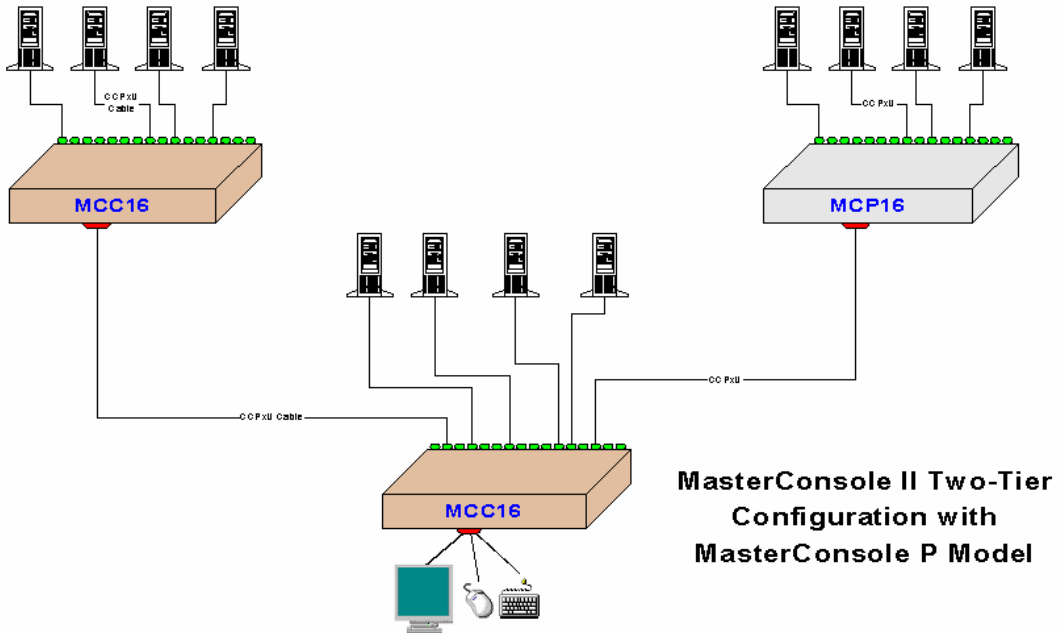 CCPxU
Cable
CCPxU
MCC16
MCP16
CCPxU
CCPxU Cable
MCC16
MasterConsole II Two-Tier
Configuration with
MasterConsole P Model